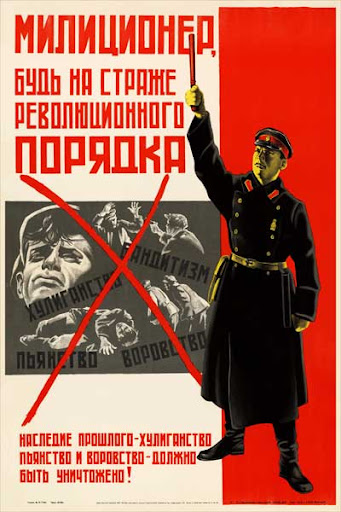 МИЛИЦИОНЕР,
БУДЬ НА СТРАЖЕ
РЕВОЛЮЦИОННОГО
ПОРЯДКА
БАНДИТИЗМ
ХУЛИГАНСТВО
ПЬЯНСТВО ВОРОВСТВО
НАСЛЕДИЕ ПРОШЛОГО-ХУЛИГАНСТВО
ПЬЯНСТВО И ВОРОВСТВО-ДОЛЖНО
БЫТЬ УНИЧТОЖЕНО!